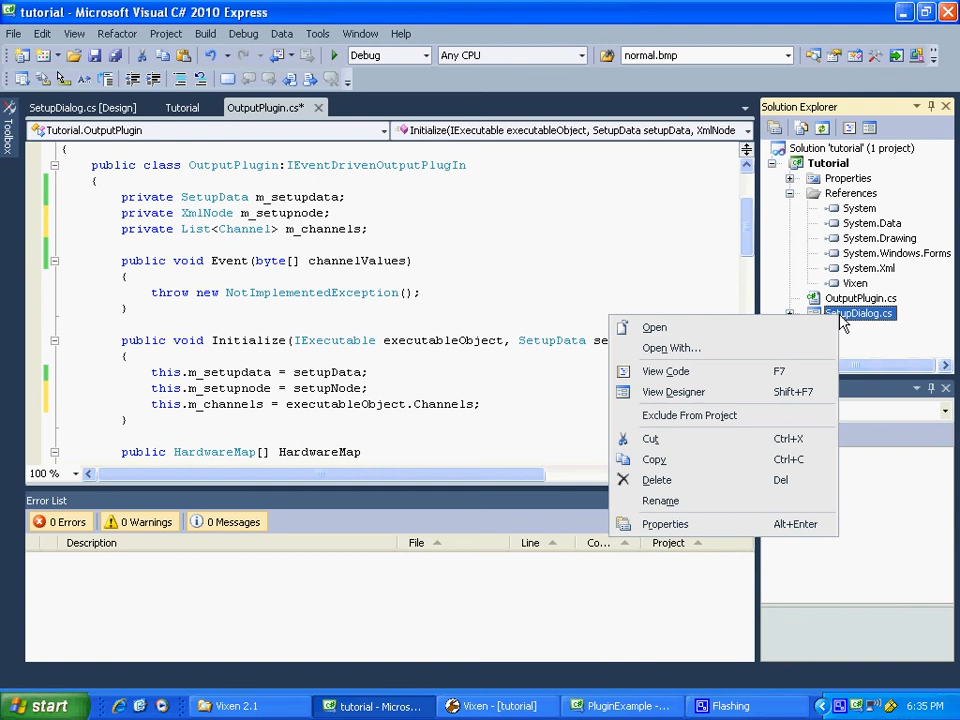 tutorial - Microsoft Visual C# 2010 Express
File Edit View Refactor Project Build Debug Data Tools Window Help
Debug Any CPU normal.bmp
SetupDialog.cs [Design] Tutorial OutputPlugin.cs*
Tutorial.OutputPlugin Initialize(IExecutable executableObject, SetupData setupData, XmlNode
{
public class OutputPlugin:IEventDrivenOutputPlugIn
{
private SetupData m_setupdata;
private XmlNode m_setupnode;
private List<Channel> m_channels;
public void Event(byte[] channelValues)
{
throw new NotImplementedException();
}
public void Initialize(IExecutable executableObject, SetupData se
{
this.m_setupdata = setupData;
this.m_setupnode = setupNode;
this.m_channels = executableObject.Channels;
}
public HardwareMap[] HardwareMap
100 %
Error List
0 Errors 0 Warnings 0 Messages
Description File Line Co... Project
Solution Explorer
Solution 'tutorial' (1 project)
Tutorial
Properties
References
System
System.Data
System.Drawing
System.Windows.Forms
System.Xml
Vixen
OutputPlugin.cs
SetupDialog.cs
Open
Open With...
View Code F7
View Designer Shift+F7
Exclude From Project
Cut Ctrl+X
Copy Ctrl+C
Delete Del
Rename
Properties Alt+Enter
Toolbox
start Vixen 2.1 tutorial - Micros... Vixen - [tutorial] PluginExample -... Flashing 6:35 PM